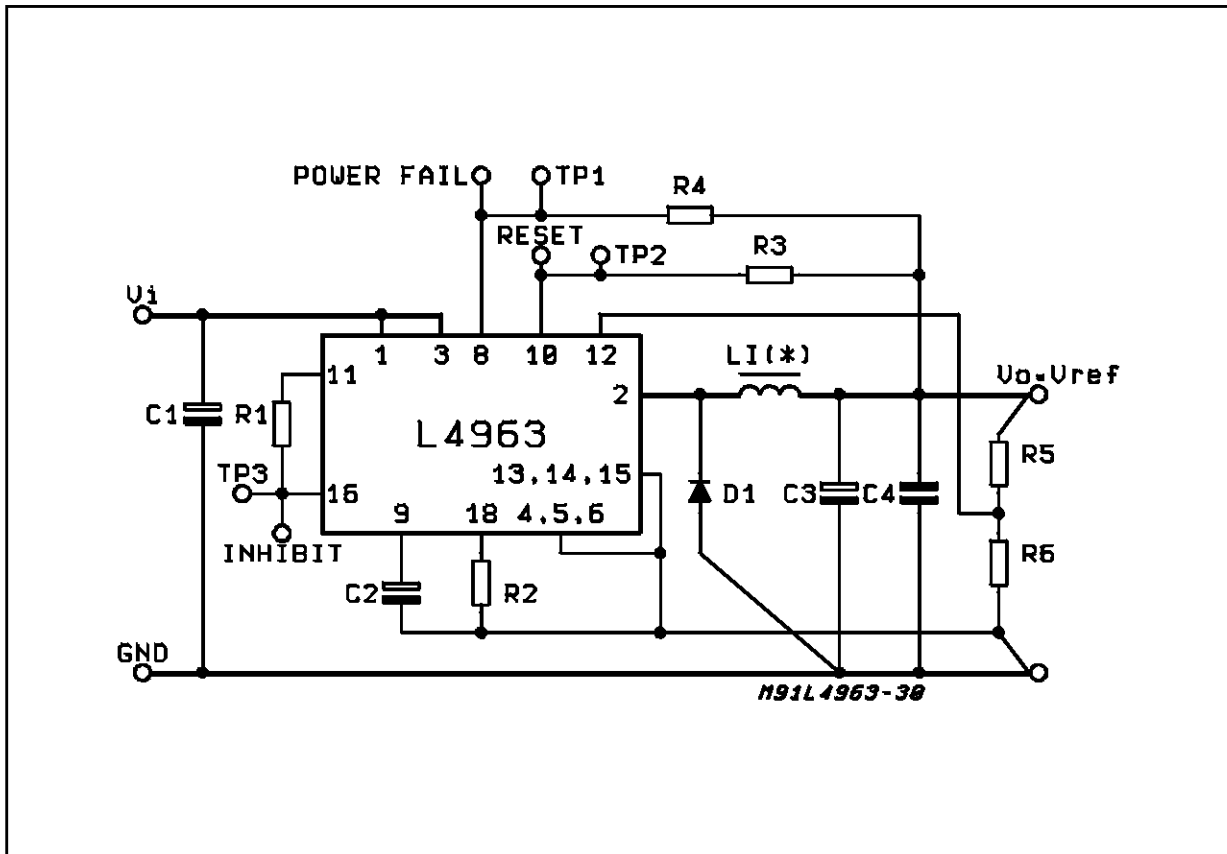 POWER FAIL TP1 R4
RESET TP2 R3
Vi
1 3 8 10 12
11 2 LI(*) Vo=Vref
C1 R1 L4963
TP3 13,14,15 D1 C3 C4 R5
16 9 18 4,5,6
INHIBIT C2 R2 R6
GND
M91L4963-30